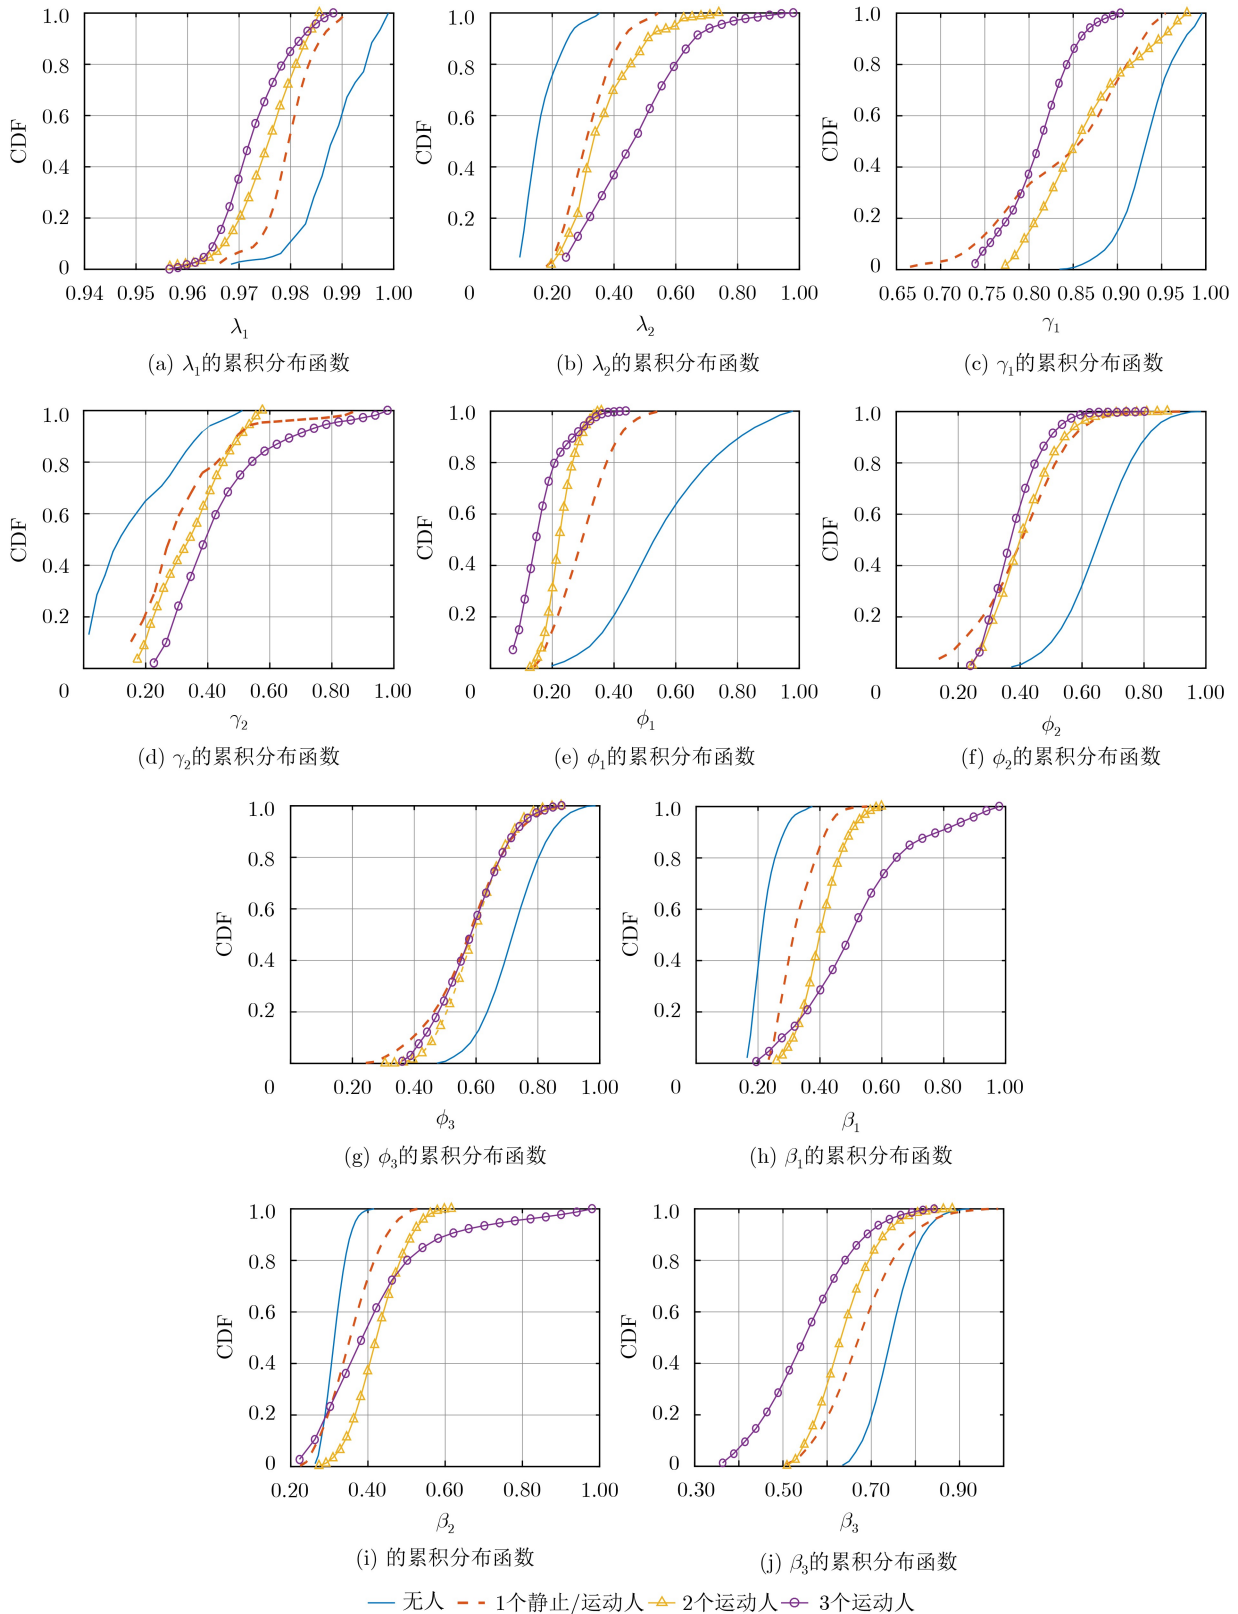 1.0 1.0 1.0
0.8 0.8 0.8
0.6 0.6 0.6
CDF CDF CDF
0.4 0.4 0.4
0.2 0.2 0.2
0 0
0.94 0.95 0.96 0.97 0.98 0.99 1.00 0 0.20 0.40 0.60 0.80 1.00 0.65 0.70 0.75 0.80 0.85 0.90 0.95 1.00
λ1 λ2 γ1
(a) λ1的累积分布函数 (b) λ2的累积分布函数 (c) γ1的累积分布函数
1.0 1.0 1.0
0.8 0.8 0.8
0.6 0.6 0.6
CDF CDF CDF
0.4 0.4 0.4
0.2 0.2 0.2
0 0.20 0.40 0.60 0.80 1.00 0 0.20 0.40 0.60 0.80 1.00 0 0.20 0.40 0.60 0.80 1.00
γ2 ϕ1 ϕ2
(d) γ2的累积分布函数 (e) ϕ1的累积分布函数 (f) ϕ2的累积分布函数
1.0 1.0
0.8 0.8
0.6 0.6
CDF CDF
0.4 0.4
0.2 0.2
0 0.20 0.40 0.60 0.80 1.00 0 0.20 0.40 0.60 0.80 1.00
ϕ3 β1
(g) ϕ3的累积分布函数 (h) β1的累积分布函数
1.0 1.0
0.8 0.8
0.6 0.6
CDF CDF
0.4 0.4
0.2 0.2
0 0
0.20 0.40 0.60 0.80 1.00 0.30 0.50 0.70 0.90
β2 β3
(i) 的累积分布函数 (j) β3的累积分布函数
无人 1个静止/运动人 2个运动人 3个运动人